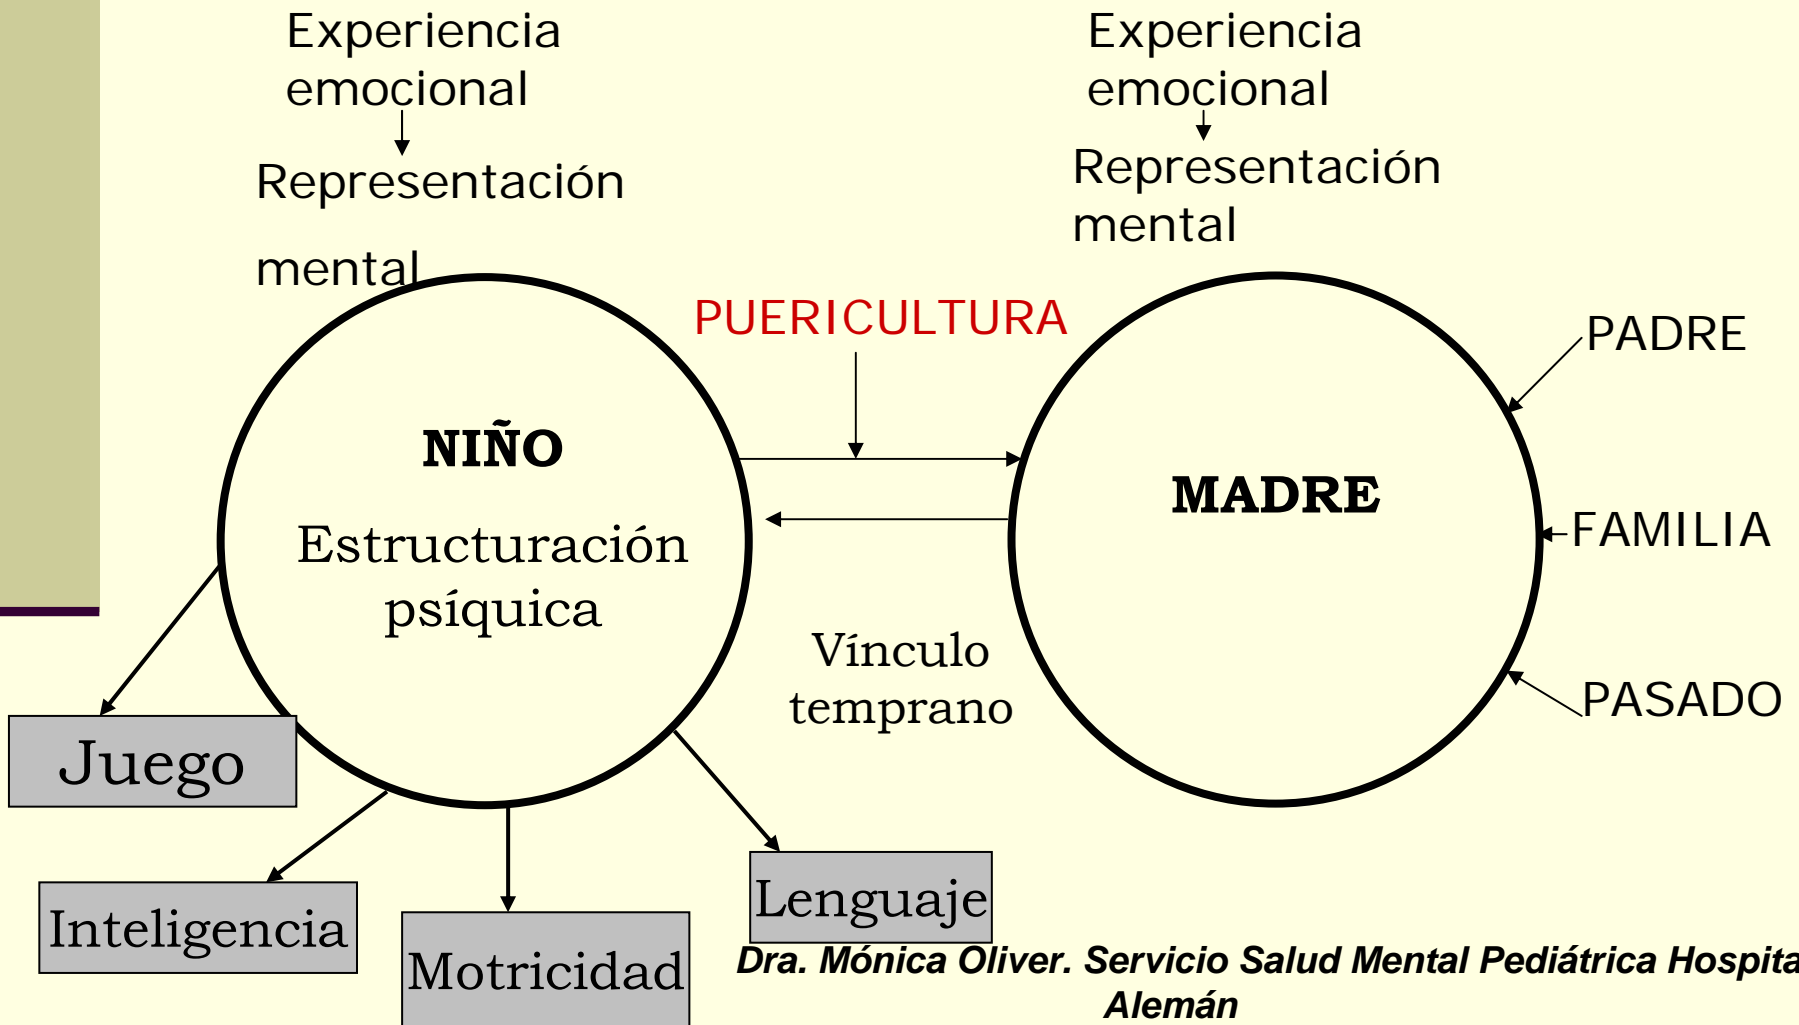 Experiencia
emocional
Representación
mental
Experiencia
emocional
Representación
mental
PUERICULTURA
NIÑO
Estructuración
psíquica
MADRE
PADRE
FAMILIA
PASADO
Vínculo
temprano
Juego
Inteligencia
Motricidad
Lenguaje
Dra. Mónica Oliver. Servicio Salud Mental Pediátrica Hospita
Alemán